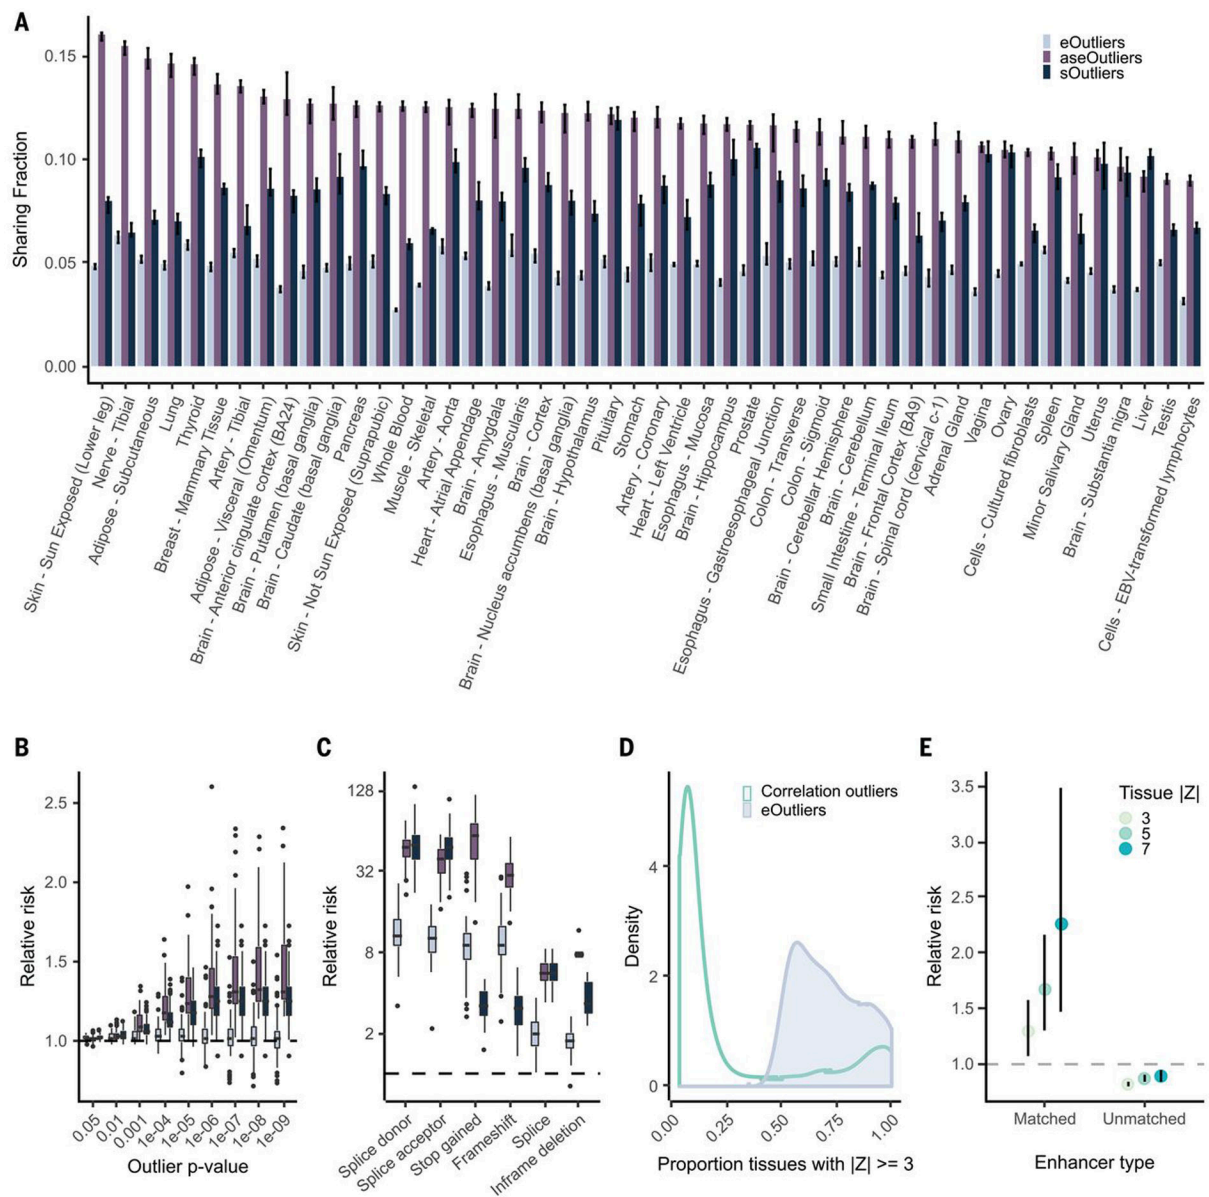 A
Sharing Fraction
0.15
0.10
0.05
0.00
eOutliers
aseOutliers
sOutliers
Skin - Sun Exposed (Lower leg)
Nerve - Tibial
Adipose - Subcutaneous
Lung
Thyroid
Breast - Mammary Tissue
Artery - Tibial
Adipose - Visceral (Omentum)
Brain - Anterior cingulate cortex (BA24)
Brain - Putamen (basal ganglia)
Brain - Caudate (basal ganglia)
Pancreas
Skin - Not Sun Exposed (Suprapubic)
Whole Blood
Muscle - Skeletal
Artery - Aorta
Heart - Atrial Appendage
Brain - Amygdala
Esophagus - Muscularis
Brain - Cortex
Brain - Nucleus accumbens (basal ganglia)
Brain - Hypothalamus
Pituitary
Stomach
Artery - Coronary
Heart - Left Ventricle
Esophagus - Mucosa
Brain - Hippocampus
Prostate
Esophagus - Gastroesophageal Junction
Colon - Transverse
Colon - Sigmoid
Brain - Cerebellar Hemisphere
Brain - Cerebellum
Small Intestine - Terminal Ileum
Brain - Frontal Cortex (BA9)
Brain - Spinal cord (cervical c-1)
Adrenal Gland
Vagina
Ovary
Cells - Cultured fibroblasts
Spleen
Minor Salivary Gland
Uterus
Brain - Substantia nigra
Liver
Testis
Cells - EBV-transformed lymphocytes
B
Relative risk
2.5
2.0
1.5
1.0
0.05
0.01
0.001
1e-04
1e-05
1e-06
1e-07
1e-08
1e-09
Outlier p-value
C
Relative risk
128
32
8
2
Splice donor
Splice acceptor
Stop gained
Frameshift
Splice
Inframe deletion
D
Density
4
2
0
Correlation outliers
eOutliers
0.00
0.25
0.50
0.75
1.00
Proportion tissues with |Z| >= 3
E
Relative risk
3.5
3.0
2.5
2.0
1.5
1.0
Tissue |Z|
3
5
7
Matched
Unmatched
Enhancer type